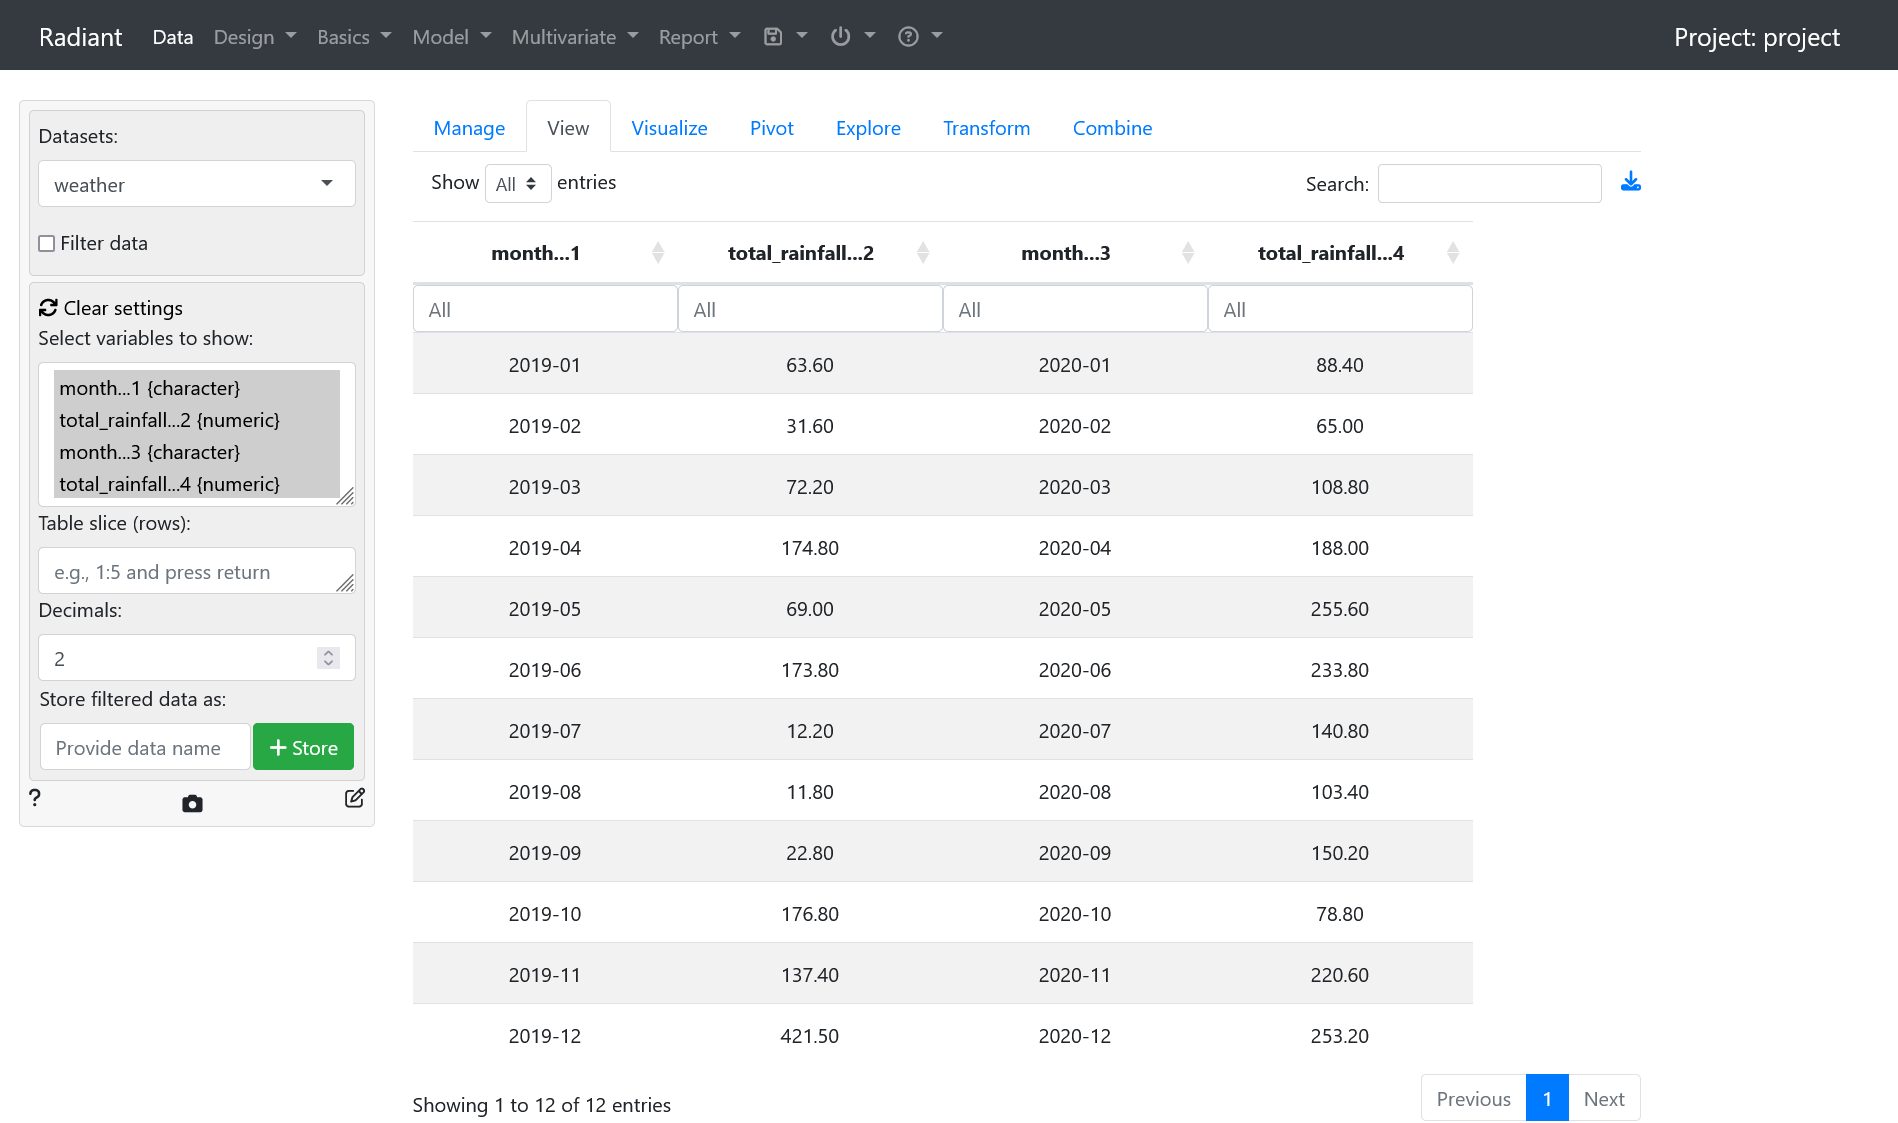 Radiant Data Design Basics Model Multivariate Report Project: project
Datasets:
weather
Filter data
Clear settings
Select variables to show:
month...1 {character}
total_rainfall...2 {numeric}
month...3 {character}
total_rainfall...4 {numeric}
Table slice (rows):
e.g., 1:5 and press return
Decimals:
2
Store filtered data as:
Provide data name + Store
?
Manage View Visualize Pivot Explore Transform Combine
Show All entries Search:
month...1 total_rainfall...2 month...3 total_rainfall...4
All All All All
2019-01 63.60 2020-01 88.40
2019-02 31.60 2020-02 65.00
2019-03 72.20 2020-03 108.80
2019-04 174.80 2020-04 188.00
2019-05 69.00 2020-05 255.60
2019-06 173.80 2020-06 233.80
2019-07 12.20 2020-07 140.80
2019-08 11.80 2020-08 103.40
2019-09 22.80 2020-09 150.20
2019-10 176.80 2020-10 78.80
2019-11 137.40 2020-11 220.60
2019-12 421.50 2020-12 253.20
Showing 1 to 12 of 12 entries
Previous 1 Next